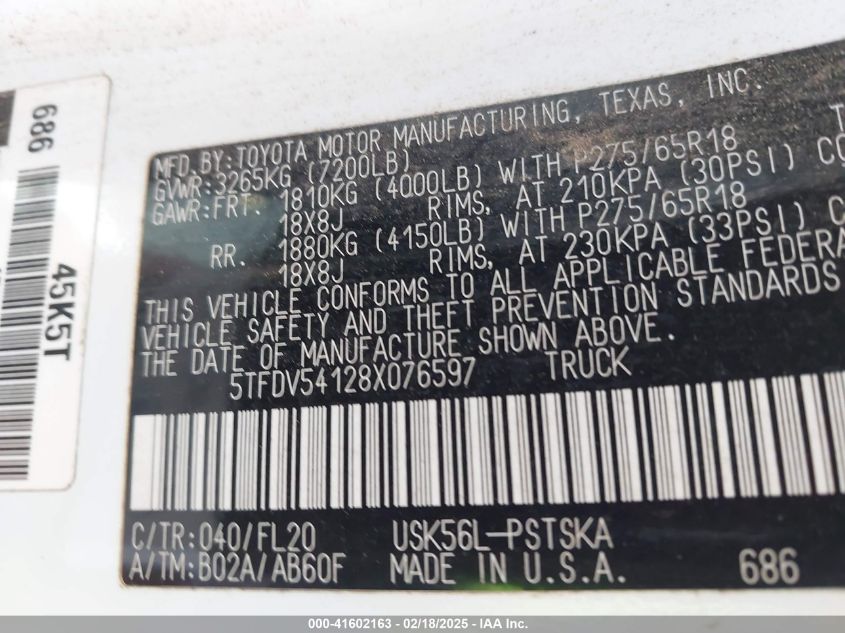 686
45K5T
MFD. BY: TOYOTA MOTOR MANUFACTURING, TEXAS, INC.
GVWR: 3265KG (7200LB)
GAWR: FRT. 1810KG (4000LB) WITH P275/65R18
18X8J RIMS, AT 210KPA (30PSI)
RR. 1880KG (4150LB) WITH P275/65R18
18X8J RIMS, AT 230KPA (33PSI)
THIS VEHICLE CONFORMS TO ALL APPLICABLE
VEHICLE SAFETY AND THEFT PREVENTION STANDARDS
THE DATE OF MANUFACTURE SHOWN ABOVE.
5TFDV54128X076597 TRUCK
C/TR: 040/FL20 USK56L-PSTSKA
A/TM: B02A/AB60F MADE IN U.S.A. 686
000-41602163 - 02/18/2025 - IAA Inc.